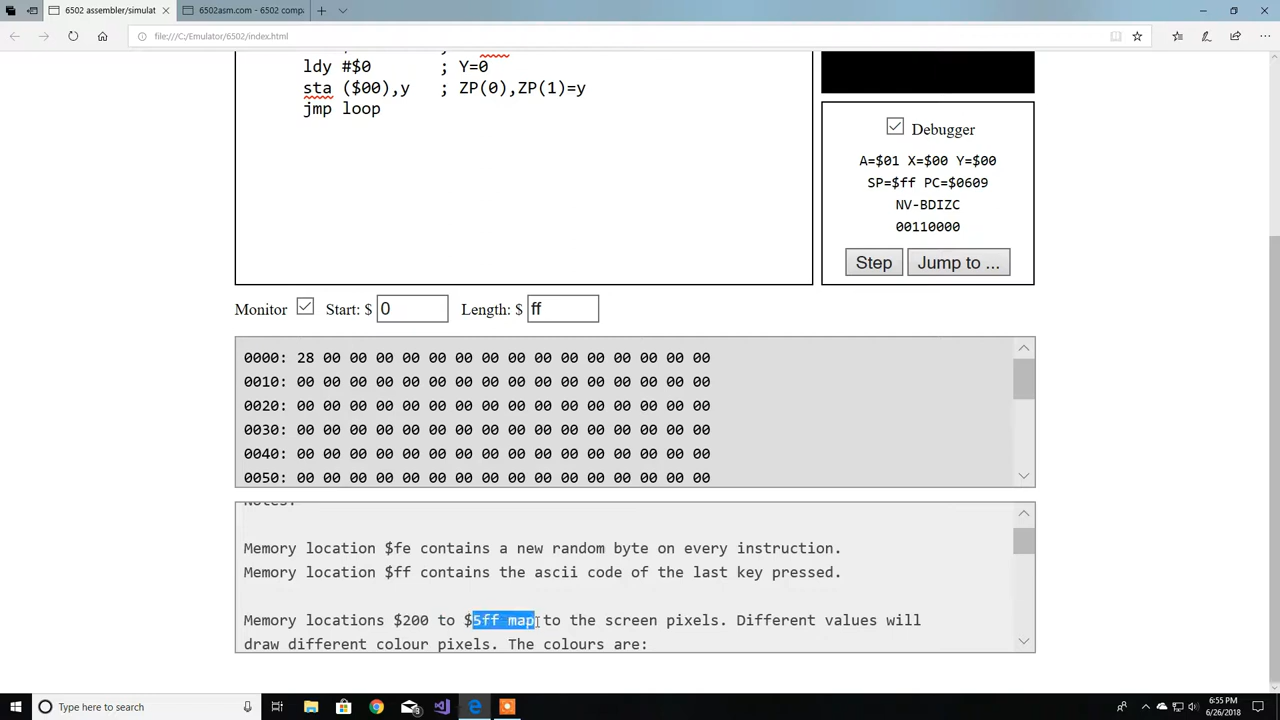 6502 assembler/simulat
6502asm.com - 6502 compa
file:///C:/Emulator/6502/index.html
ldy #$0 ; Y=0
sta ($00),y ; ZP(0),ZP(1)=y
jmp loop
Debugger
A=$01 X=$00 Y=$00
SP=$ff PC=$0609
NV-BDIZC
00110000
Step Jump to ...
Monitor Start: $ 0 Length: $ ff
0000: 28 00 00 00 00 00 00 00 00 00 00 00 00 00 00 00
0010: 00 00 00 00 00 00 00 00 00 00 00 00 00 00 00 00
0020: 00 00 00 00 00 00 00 00 00 00 00 00 00 00 00 00
0030: 00 00 00 00 00 00 00 00 00 00 00 00 00 00 00 00
0040: 00 00 00 00 00 00 00 00 00 00 00 00 00 00 00 00
0050: 00 00 00 00 00 00 00 00 00 00 00 00 00 00 00 00
Notes:
Memory location $fe contains a new random byte on every instruction.
Memory location $ff contains the ascii code of the last key pressed.
Memory locations $200 to $5ff map to the screen pixels. Different values will
draw different colour pixels. The colours are:
Type here to search
6:55 PM
6/26/2018